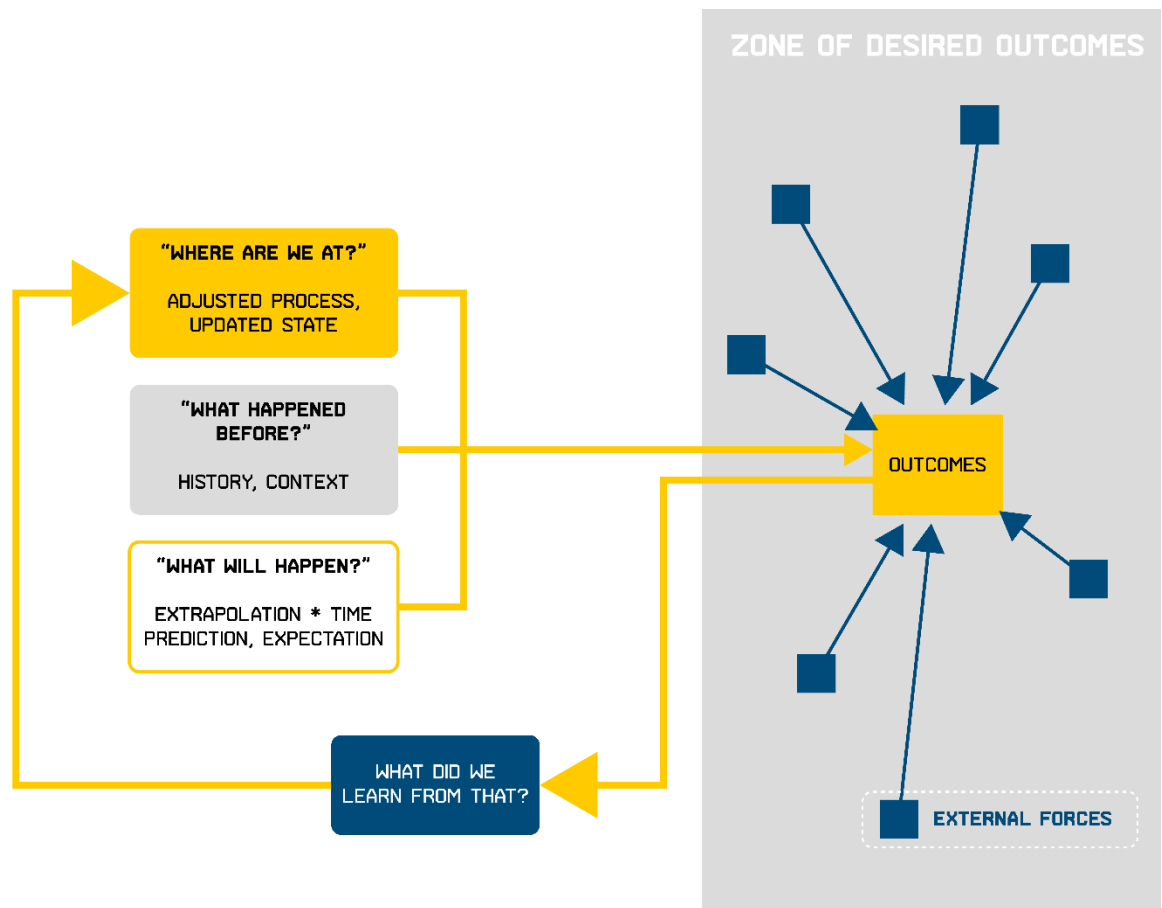 ZONE OF DESIRED OUTCOMES
“WHERE ARE WE AT?”
ADJUSTED PROCESS,
UPDATED STATE
“WHAT HAPPENED
BEFORE?”
HISTORY, CONTEXT
“WHAT WILL HAPPEN?”
EXTRAPOLATION * TIME
PREDICTION, EXPECTATION
OUTCOMES
WHAT DID WE
LEARN FROM THAT?
EXTERNAL FORCES